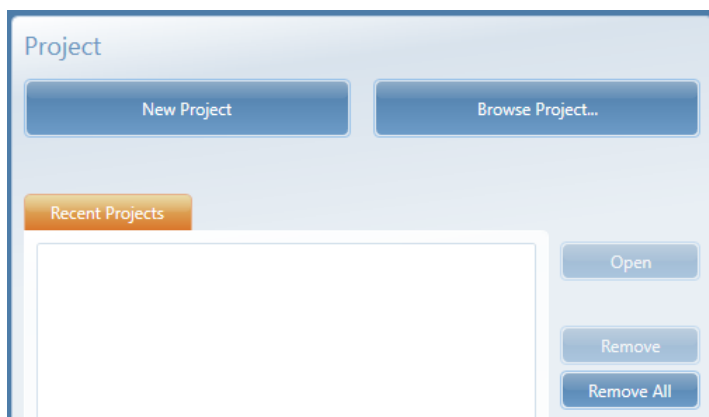 Project
New Project
Browse Project...
Recent Projects
Open
Remove
Remove All